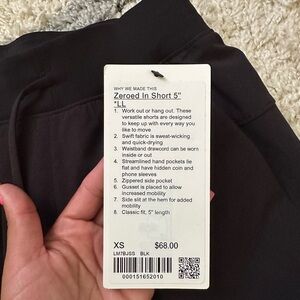 WHY WE MADE THIS
Zeroed In Short 5"
*LL
1. Work out or hang out. These
versatile shorts are designed
to keep up with every way you
like to move
2. Swift fabric is sweat-wicking
and quick-drying
3. Waistband drawcord can be worn
inside or out
4. Streamlined hand pockets lie
flat and have hidden coin and
phone sleeves
5. Zippered side pocket
6. Gusset is placed to allow
increased mobility
7. Side slit at the hem for added
mobility
8. Classic fit, 5" length
XS $68.00
LM7BJSS BLK
000151652010